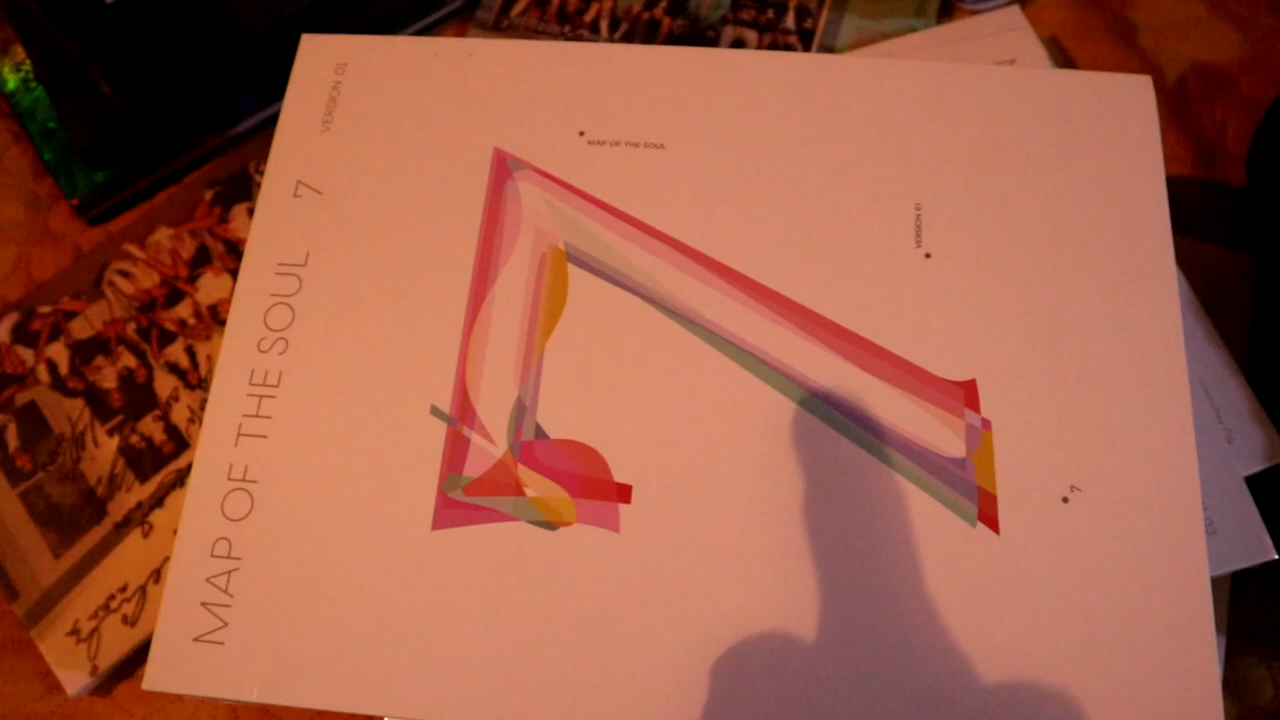 MAP OF THE SOUL 7
VERSION 01
MAP OF THE SOUL
VERSION 01
7